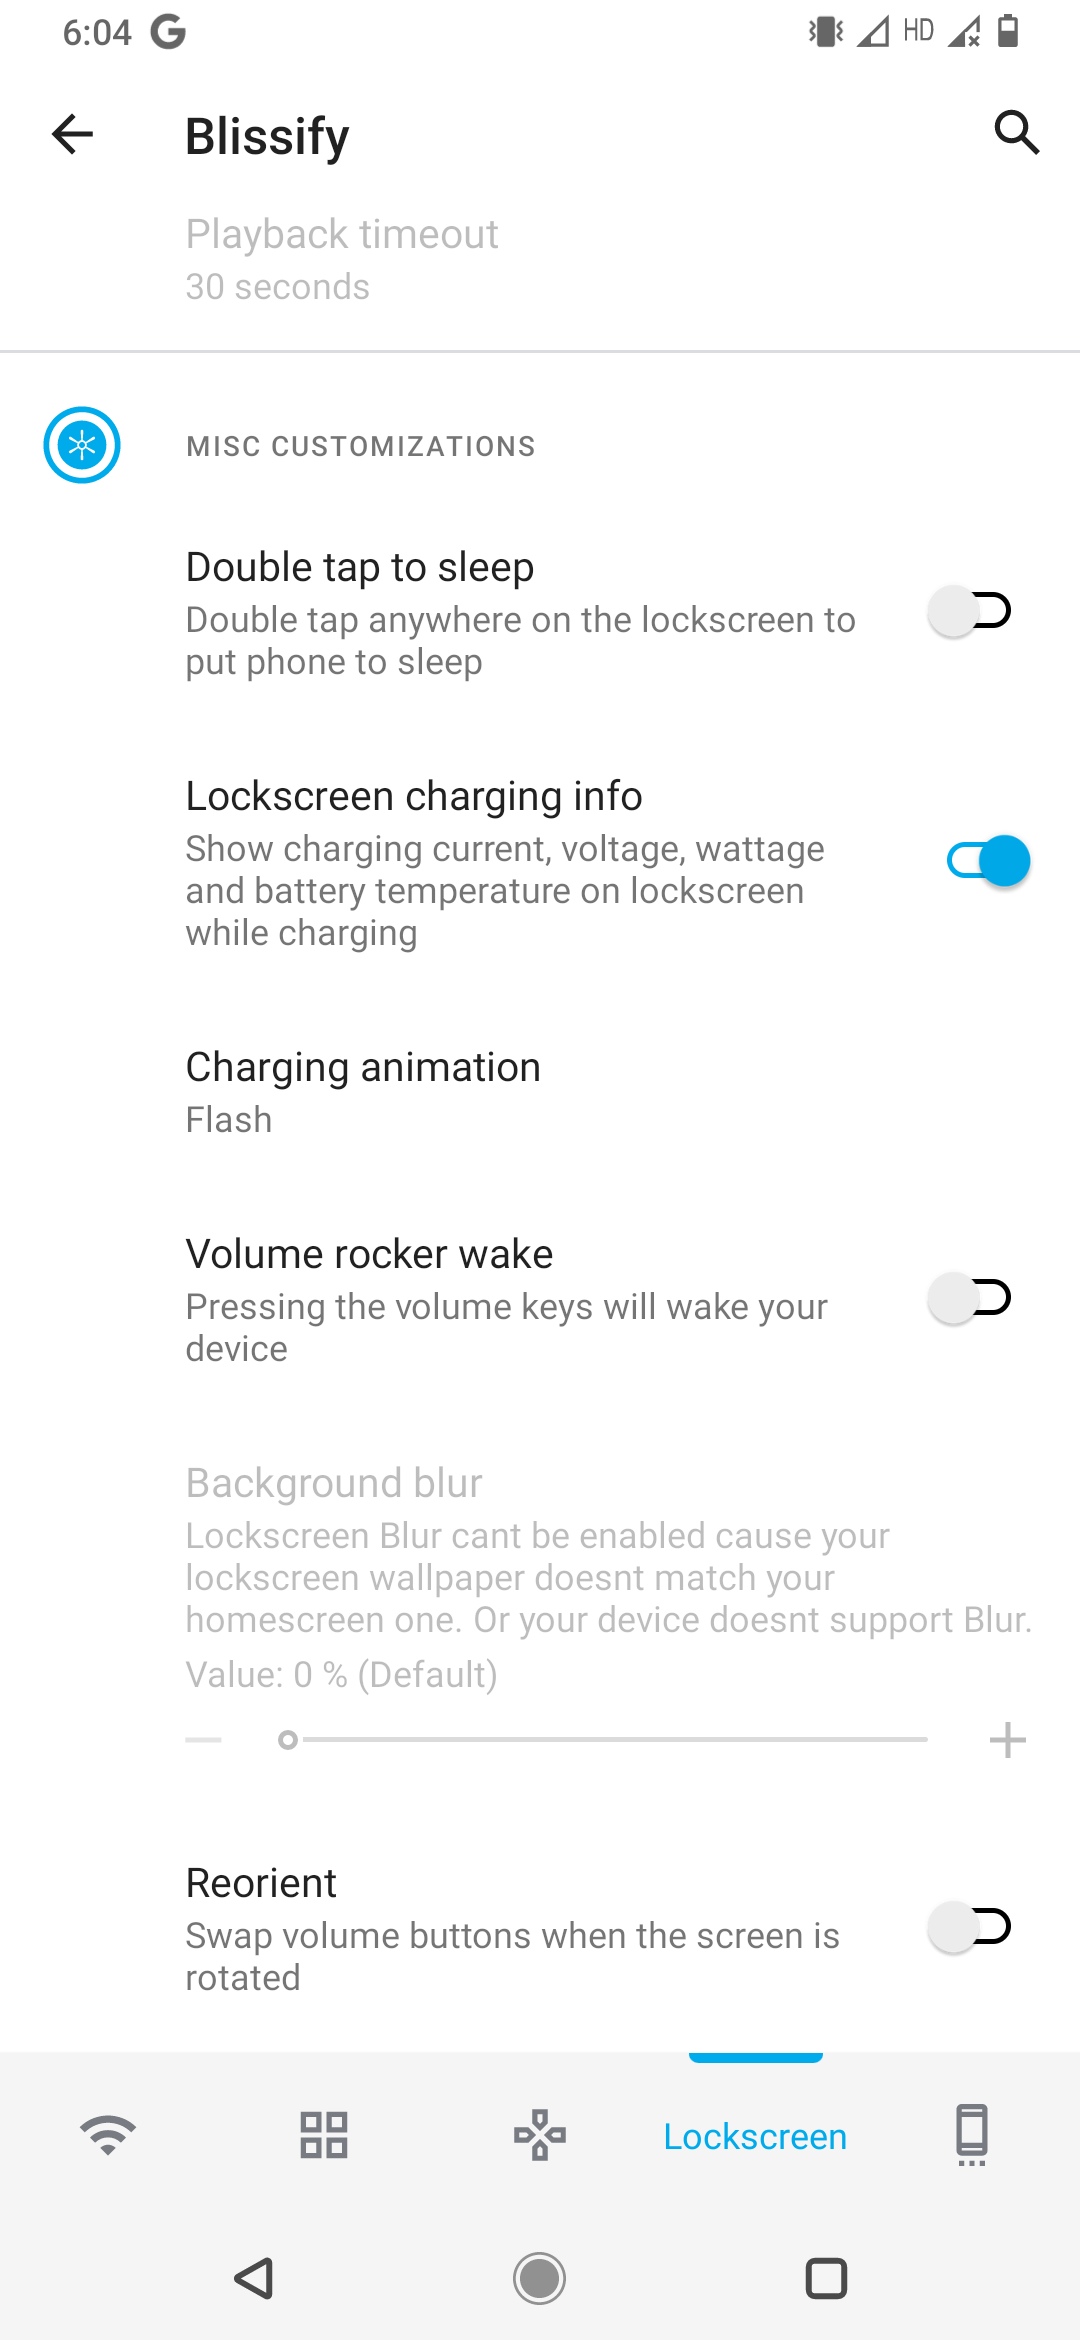 6:04
HD
Blissify
Playback timeout
30 seconds
MISC CUSTOMIZATIONS
Double tap to sleep
Double tap anywhere on the lockscreen to
put phone to sleep
Lockscreen charging info
Show charging current, voltage, wattage
and battery temperature on lockscreen
while charging
Charging animation
Flash
Volume rocker wake
Pressing the volume keys will wake your
device
Background blur
Lockscreen Blur cant be enabled cause your
lockscreen wallpaper doesnt match your
homescreen one. Or your device doesnt support Blur.
Value: 0 % (Default)
Reorient
Swap volume buttons when the screen is
rotated
Lockscreen